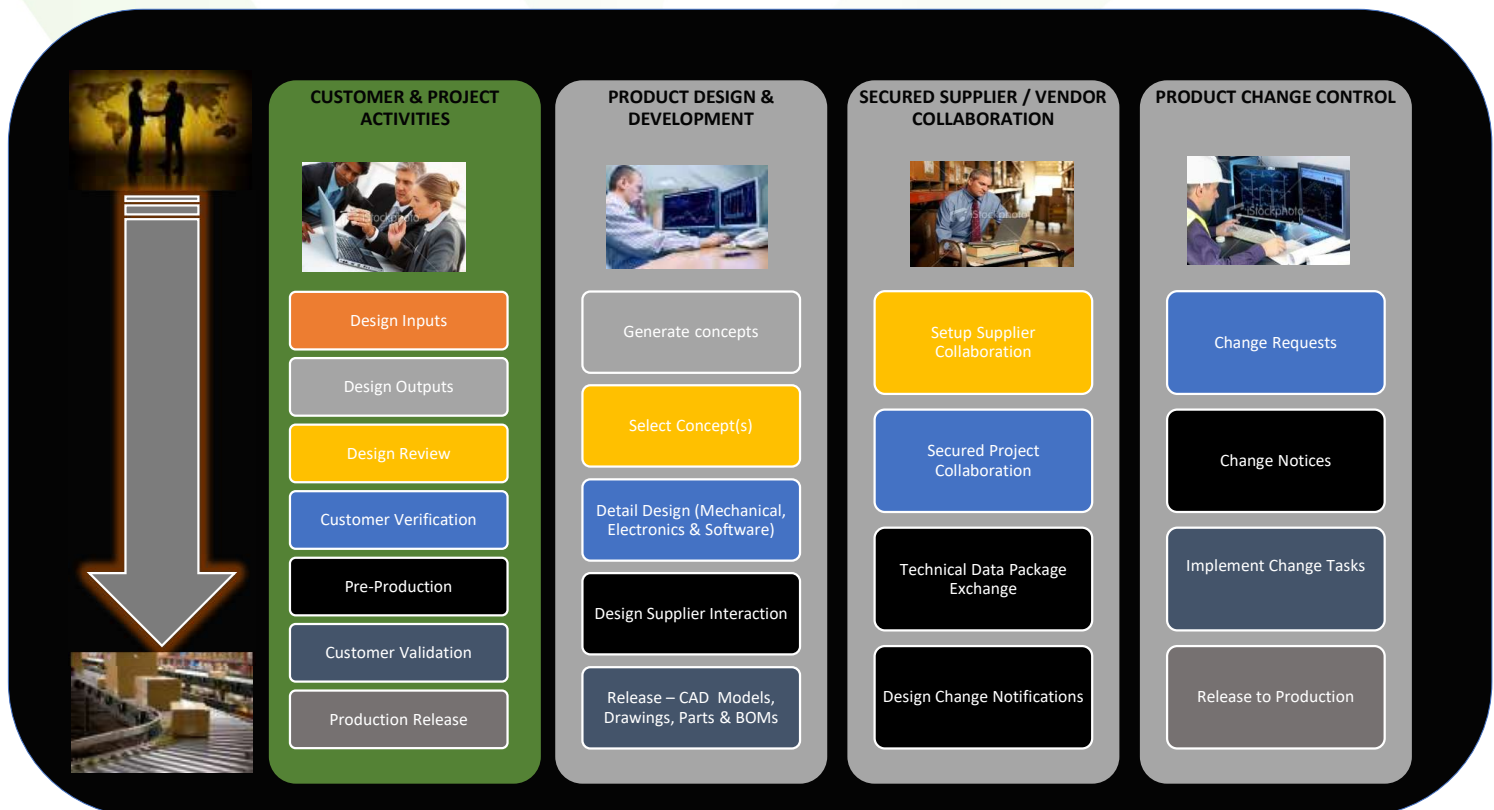 CUSTOMER & PROJECT
ACTIVITIES
iStockphoto
Design Inputs
Design Outputs
Design Review
Customer Verification
Pre-Production
Customer Validation
Production Release
PRODUCT DESIGN &
DEVELOPMENT
Generate concepts
Select Concept(s)
Detail Design (Mechanical,
Electronics & Software)
Design Supplier Interaction
Release – CAD Models,
Drawings, Parts & BOMs
SECURED SUPPLIER / VENDOR
COLLABORATION
iStockphoto
Setup Supplier
Collaboration
Secured Project
Collaboration
Technical Data Package
Exchange
Design Change Notifications
PRODUCT CHANGE CONTROL
iStockphoto
Change Requests
Change Notices
Implement Change Tasks
Release to Production